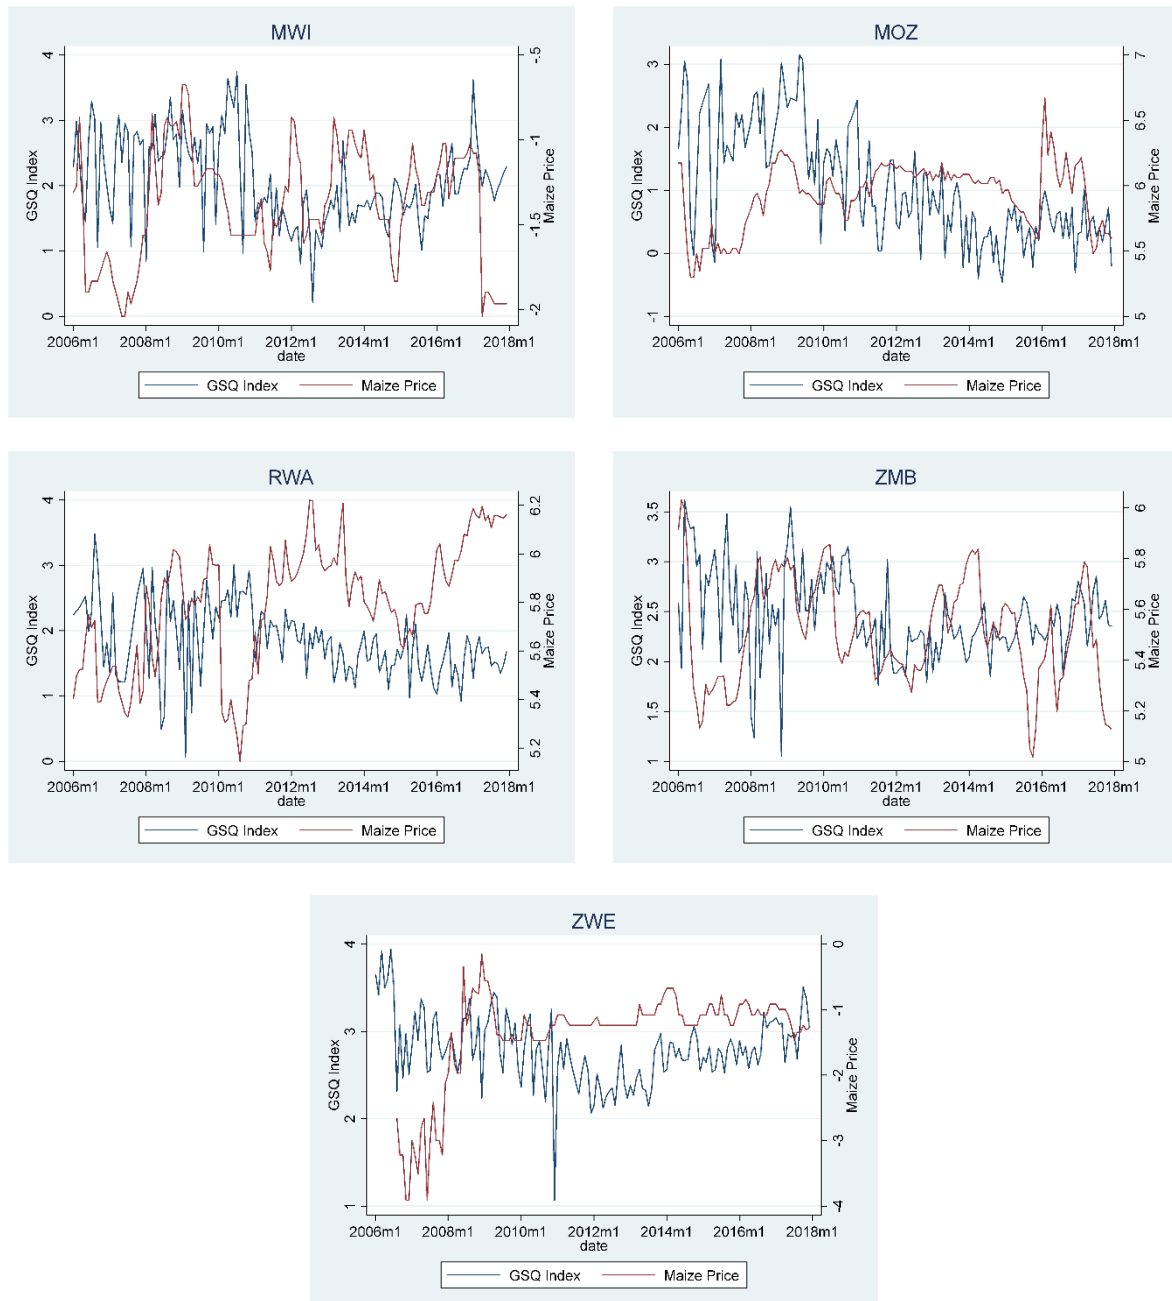 MWI
GSQ Index
4
3
2
1
0
Maize Price
-.5
-1
-1.5
-2
2006m1 2008m1 2010m1 2012m1 2014m1 2016m1 2018m1
date
GSQ Index Maize Price
MOZ
GSQ Index
3
2
1
0
-1
Maize Price
7
6.5
6
5.5
5
2006m1 2008m1 2010m1 2012m1 2014m1 2016m1 2018m1
date
GSQ Index Maize Price
RWA
GSQ Index
4
3
2
1
0
Maize Price
6.2
6
5.8
5.6
5.4
5.2
2006m1 2008m1 2010m1 2012m1 2014m1 2016m1 2018m1
date
GSQ Index Maize Price
ZMB
GSQ Index
3.5
3
2.5
2
1.5
1
Maize Price
6
5.8
5.6
5.4
5.2
5
2006m1 2008m1 2010m1 2012m1 2014m1 2016m1 2018m1
date
GSQ Index Maize Price
ZWE
GSQ Index
4
3
2
1
Maize Price
0
-1
-2
-3
-4
2006m1 2008m1 2010m1 2012m1 2014m1 2016m1 2018m1
date
GSQ Index Maize Price